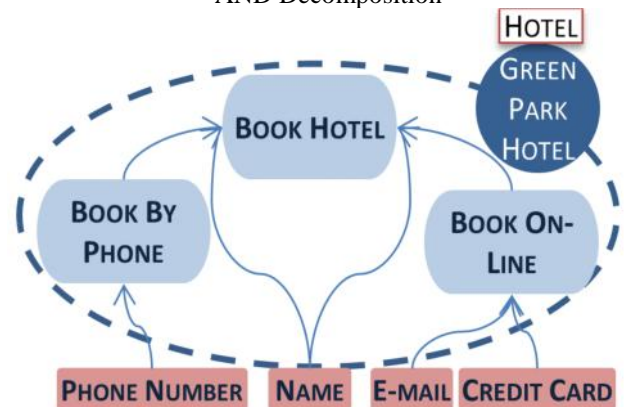 AND Decomposition
HOTEL
GREEN
PARK
HOTEL
BOOK HOTEL
BOOK BY
PHONE
BOOK ON-
LINE
PHONE NUMBER
NAME
E-MAIL
CREDIT CARD